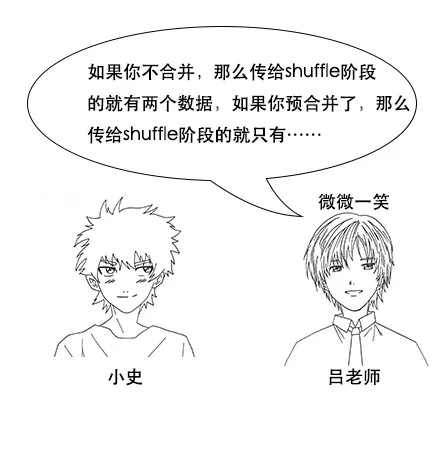 如果你不合并，那么传给shuffle阶段
的就有两个数据，如果你预合并了，那么
传给shuffle阶段的就只有……
微微一笑
小史
吕老师